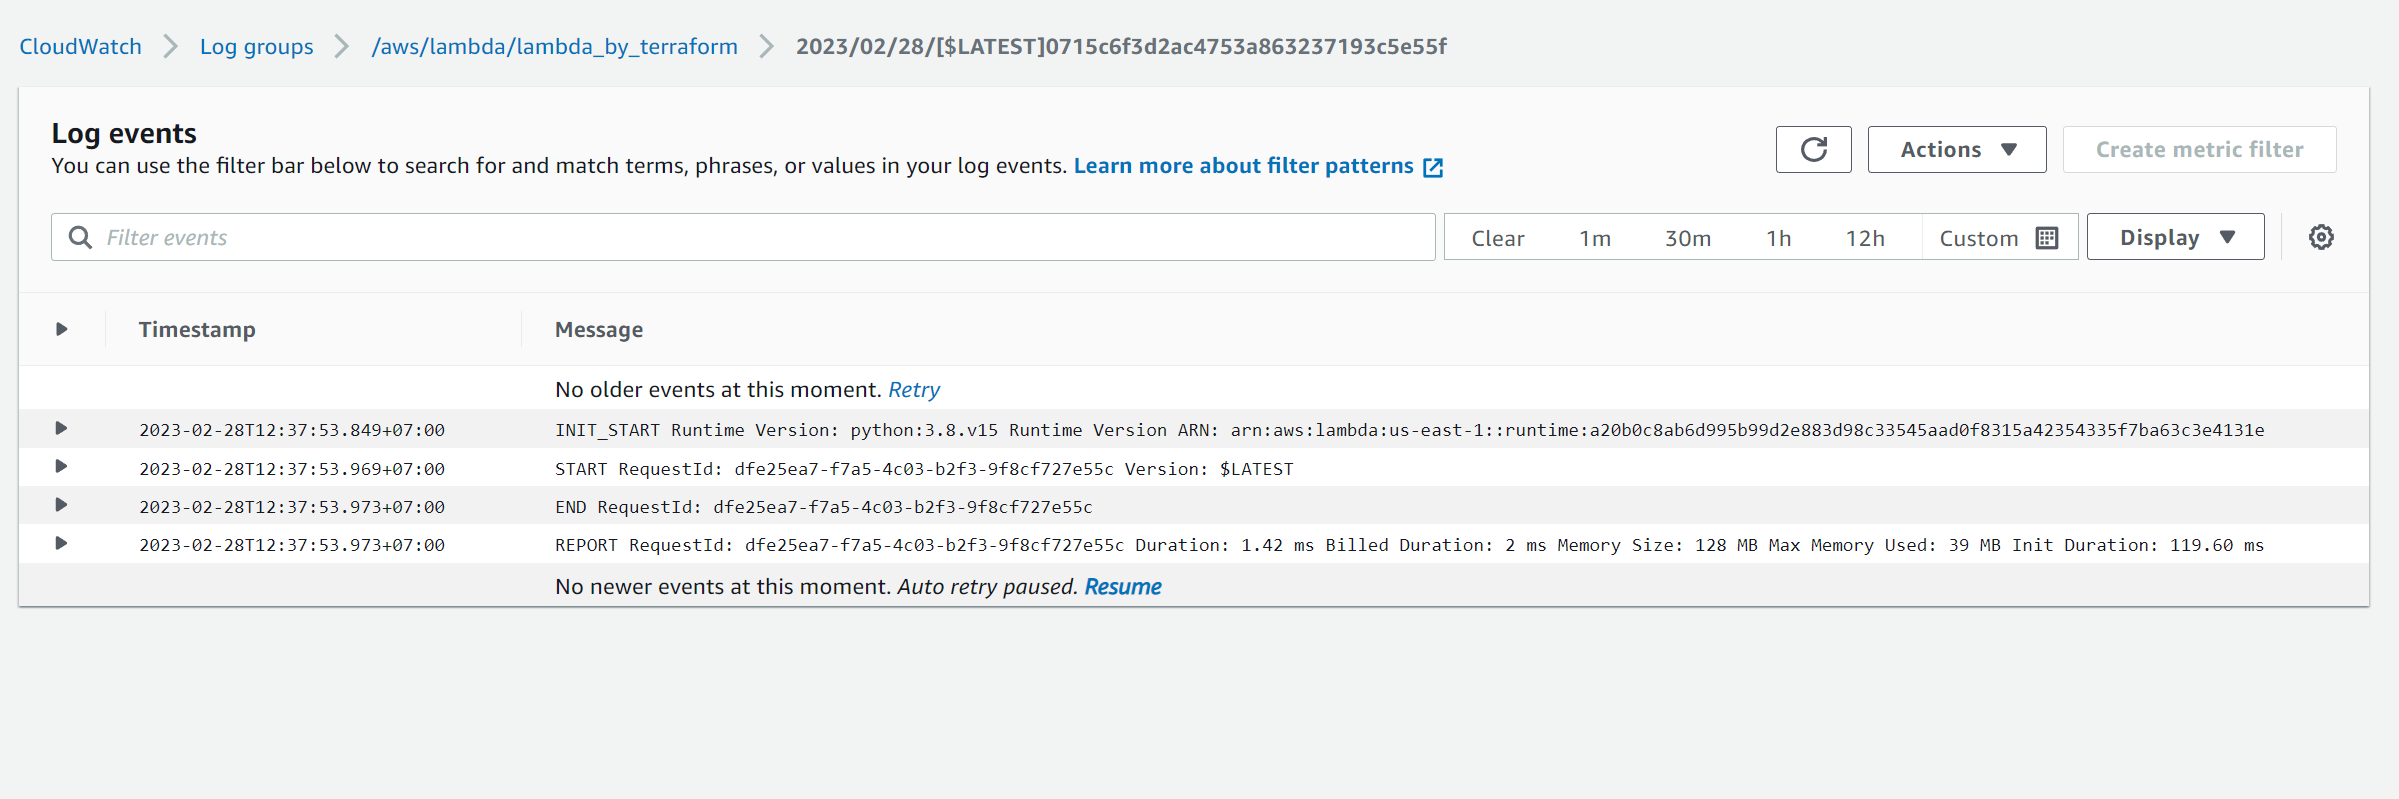 CloudWatch Log groups /aws/lambda/lambda_by_terraform 2023/02/28/[$LATEST]0715c6f3d2ac4753a863237193c5e55f
Log events
You can use the filter bar below to search for and match terms, phrases, or values in your log events. Learn more about filter patterns
Actions Create metric filter
Filter events Clear 1m 30m 1h 12h Custom Display
Timestamp Message
No older events at this moment. Retry
2023-02-28T12:37:53.849+07:00 INIT_START Runtime Version: python:3.8.v15 Runtime Version ARN: arn:aws:lambda:us-east-1::runtime:a20b0c8ab6d995b99d2e883d98c33545aad0f8315a42354335f7ba63c3e4131e
2023-02-28T12:37:53.969+07:00 START RequestId: dfe25ea7-f7a5-4c03-b2f3-9f8cf727e55c Version: $LATEST
2023-02-28T12:37:53.973+07:00 END RequestId: dfe25ea7-f7a5-4c03-b2f3-9f8cf727e55c
2023-02-28T12:37:53.973+07:00 REPORT RequestId: dfe25ea7-f7a5-4c03-b2f3-9f8cf727e55c Duration: 1.42 ms Billed Duration: 2 ms Memory Size: 128 MB Max Memory Used: 39 MB Init Duration: 119.60 ms
No newer events at this moment. Auto retry paused. Resume